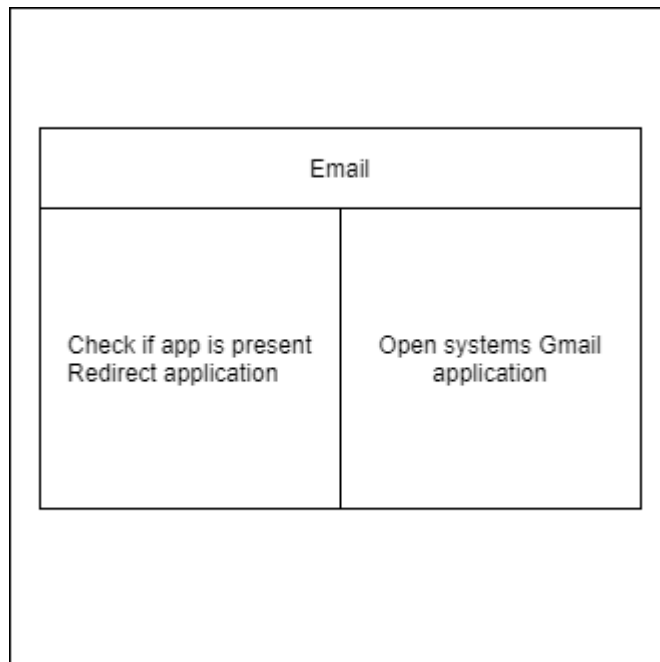 Email
Check if app is present
Redirect application
Open systems Gmail
application